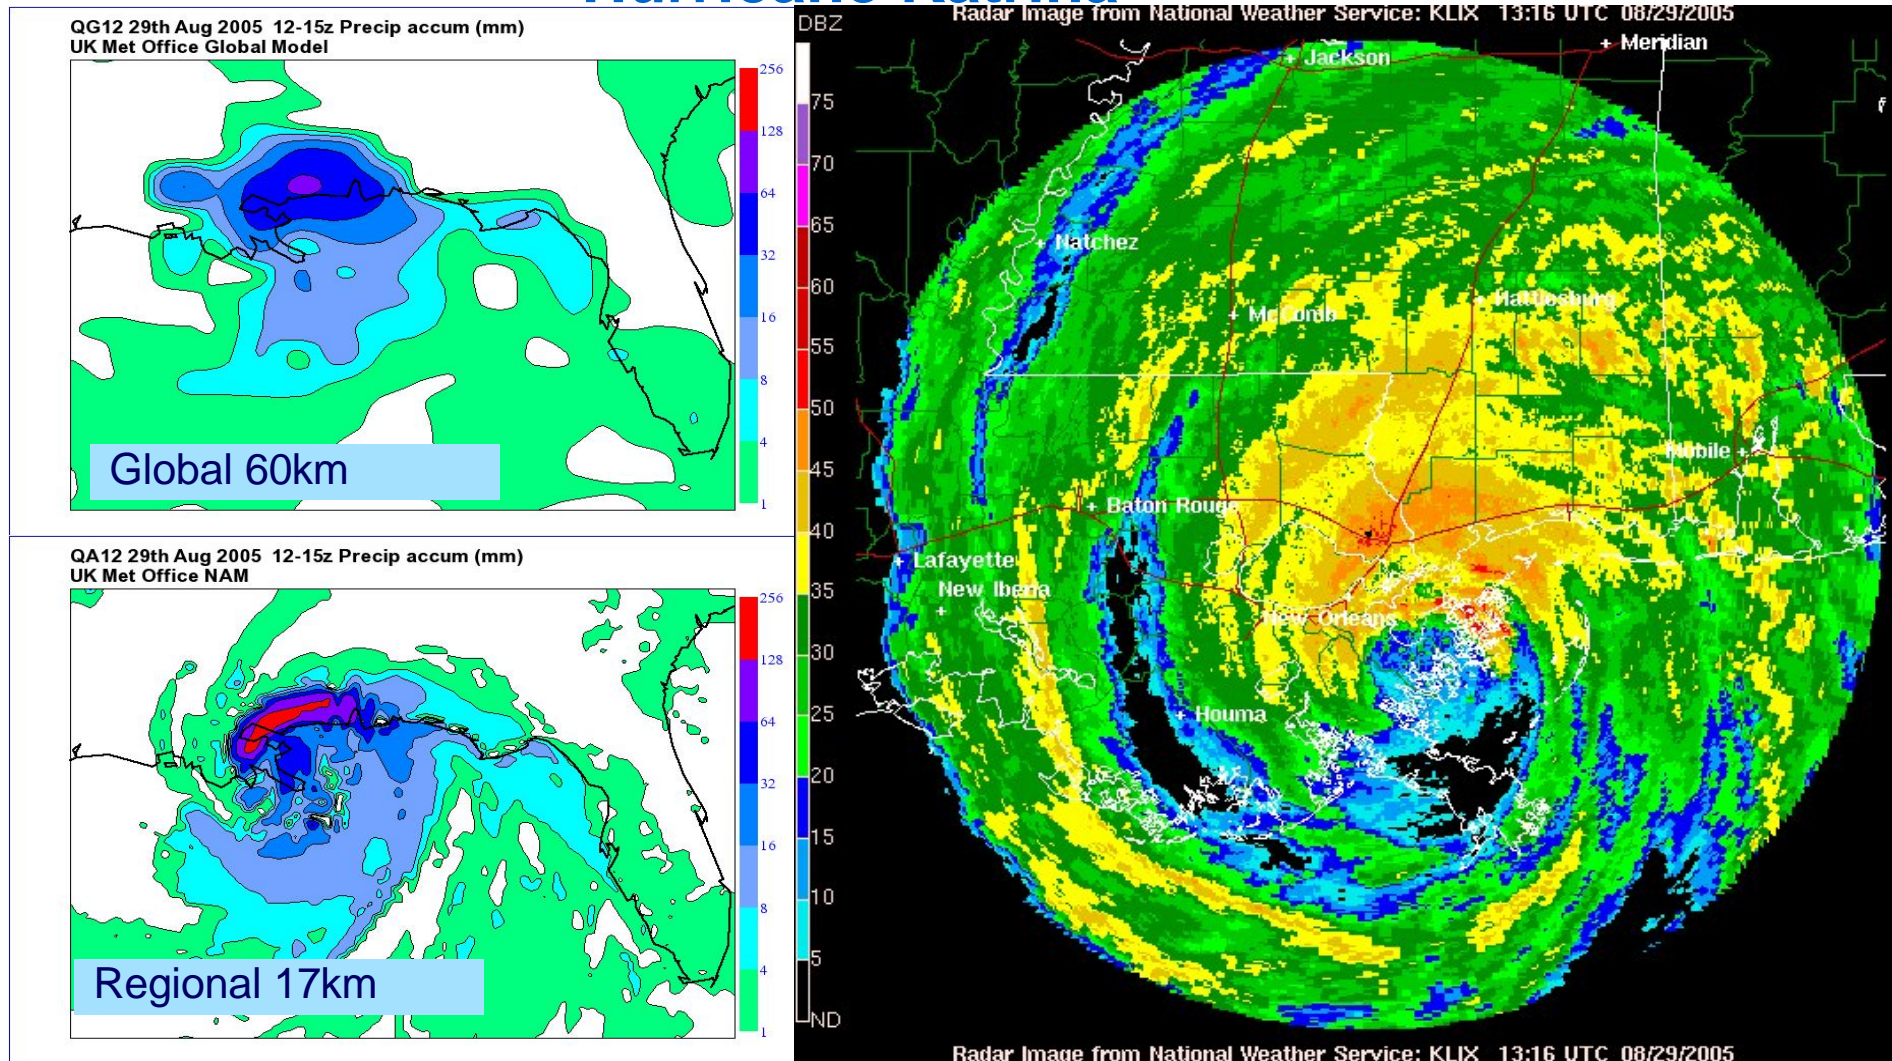 Hurricane Katrina
QG12 29th Aug 2005 12-15z Precip accum (mm)
UK Met Office Global Model
256
128
64
32
16
8
4
1
Global 60km
QA12 29th Aug 2005 12-15z Precip accum (mm)
UK Met Office NAM
256
128
64
32
16
8
4
1
Regional 17km
DBZ
75
70
65
60
55
50
45
40
35
30
25
20
15
10
5
ND
Radar Image from National Weather Service: KLIX 13:16 UTC 08/29/2005
+ Meridian
+ Jackson
+ Natchez
+ Hattiesburg
+ McComb
Mobile +
+ Baton Rouge
+ Lafayette
New Iberia
+
New Orleans
+ Houma
Radar Image from National Weather Service: KLIX 13:16 UTC 08/29/2005